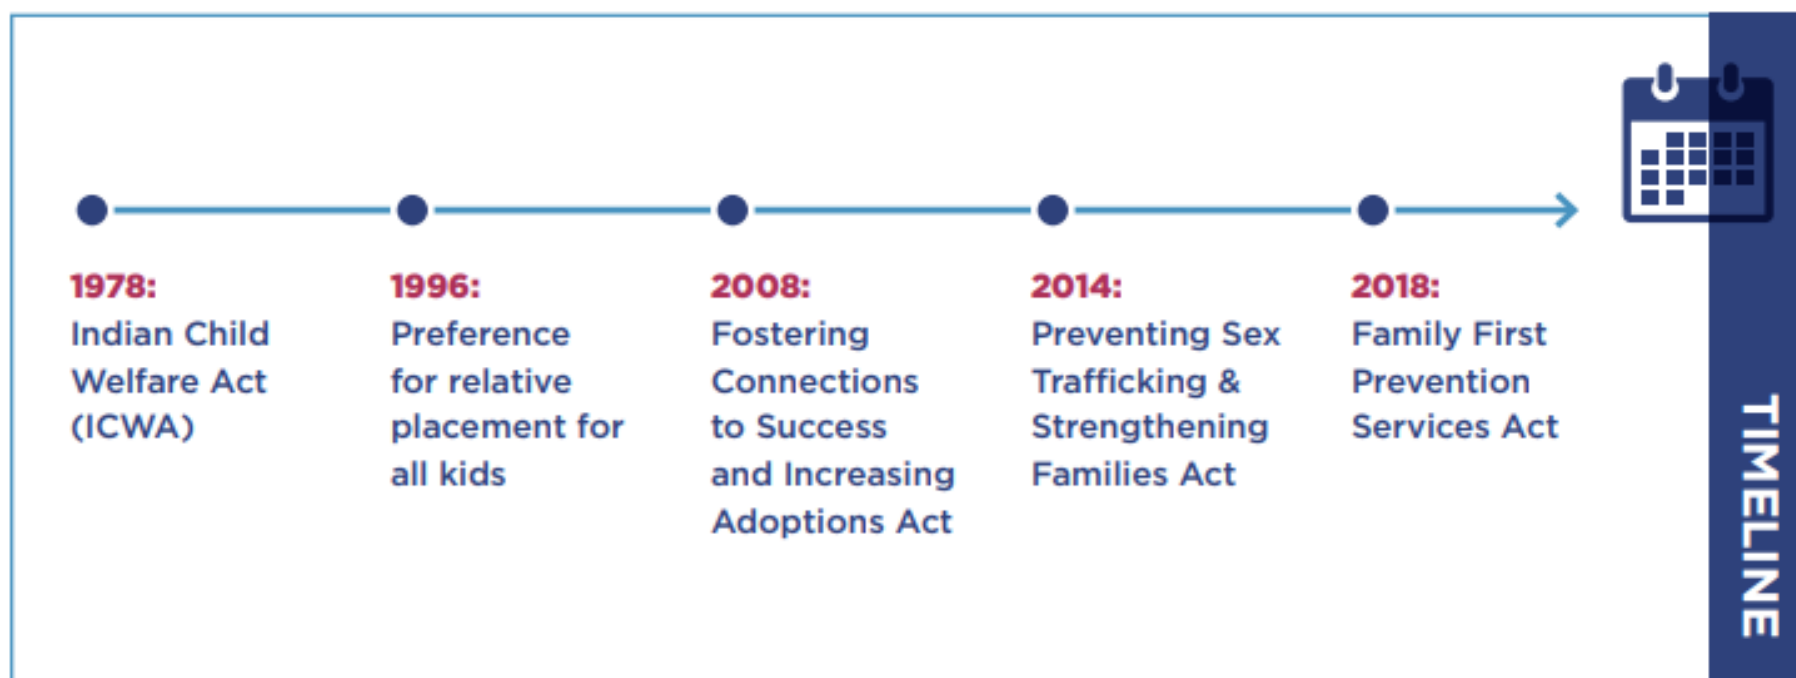 1978:
Indian Child
Welfare Act
(ICWA)
1996:
Preference
for relative
placement for
all kids
2008:
Fostering
Connections
to Success
and Increasing
Adoptions Act
2014:
Preventing Sex
Trafficking &
Strengthening
Families Act
2018:
Family First
Prevention
Services Act
TIMELINE